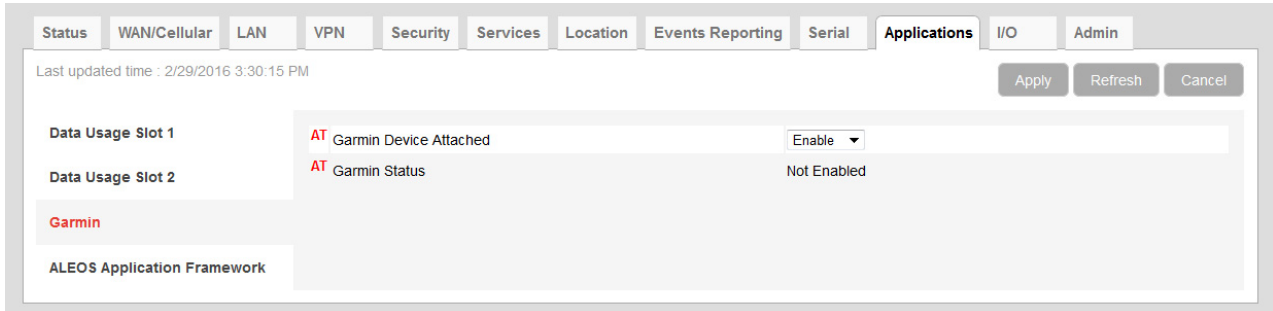 Status WAN/Cellular LAN VPN Security Services Location Events Reporting Serial Applications I/O Admin
Last updated time : 2/29/2016 3:30:15 PM
Apply Refresh Cancel
Data Usage Slot 1
AT Garmin Device Attached Enable
Data Usage Slot 2
AT Garmin Status Not Enabled
Garmin
ALEOS Application Framework